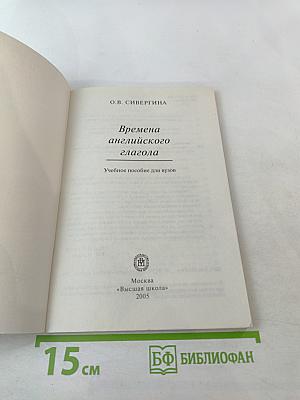 О.В. СИВЕРГИНА
Времена
английского
глагола
Учебное пособие для вузов
Москва
«Высшая школа»
2005
15 см
БФ БИБЛИОФАН